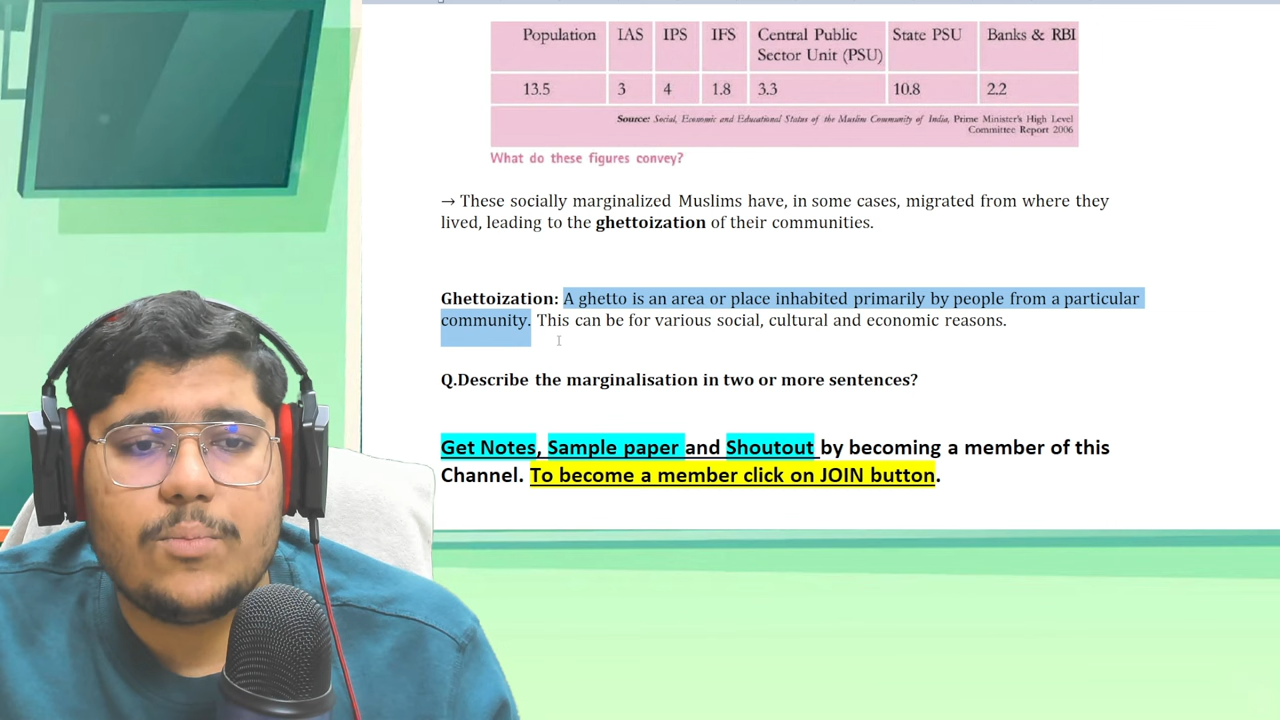 Population IAS IPS IFS Central Public Sector Unit (PSU) State PSU Banks & RBI
13.5 3 4 1.8 3.3 10.8 2.2
Source: Social, Economic and Educational Status of the Muslim Community of India, Prime Minister's High Level
Committee Report 2006
What do these figures convey?
→ These socially marginalized Muslims have, in some cases, migrated from where they
lived, leading to the ghettoization of their communities.
Ghettoization: A ghetto is an area or place inhabited primarily by people from a particular
community. This can be for various social, cultural and economic reasons.
Q.Describe the marginalisation in two or more sentences?
Get Notes, Sample paper and Shoutout by becoming a member of this
Channel. To become a member click on JOIN button.